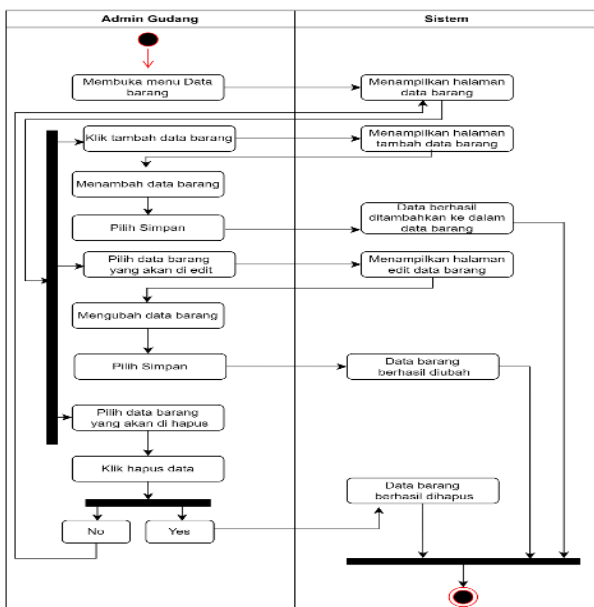 Admin Gudang
Sistem
Membuka menu Data
barang
Menampilkan halaman
data barang
Klik tambah data barang
Menampilkan halaman
tambah data barang
Menambah data barang
Pilih Simpan
Data berhasil
ditambahkan ke dalam
data barang
Pilih data barang
yang akan di edit
Menampilkan halaman
edit data barang
Mengubah data barang
Pilih Simpan
Data barang
berhasil diubah
Pilih data barang
yang akan di hapus
Klik hapus data
Data barang
berhasil dihapus
No
Yes